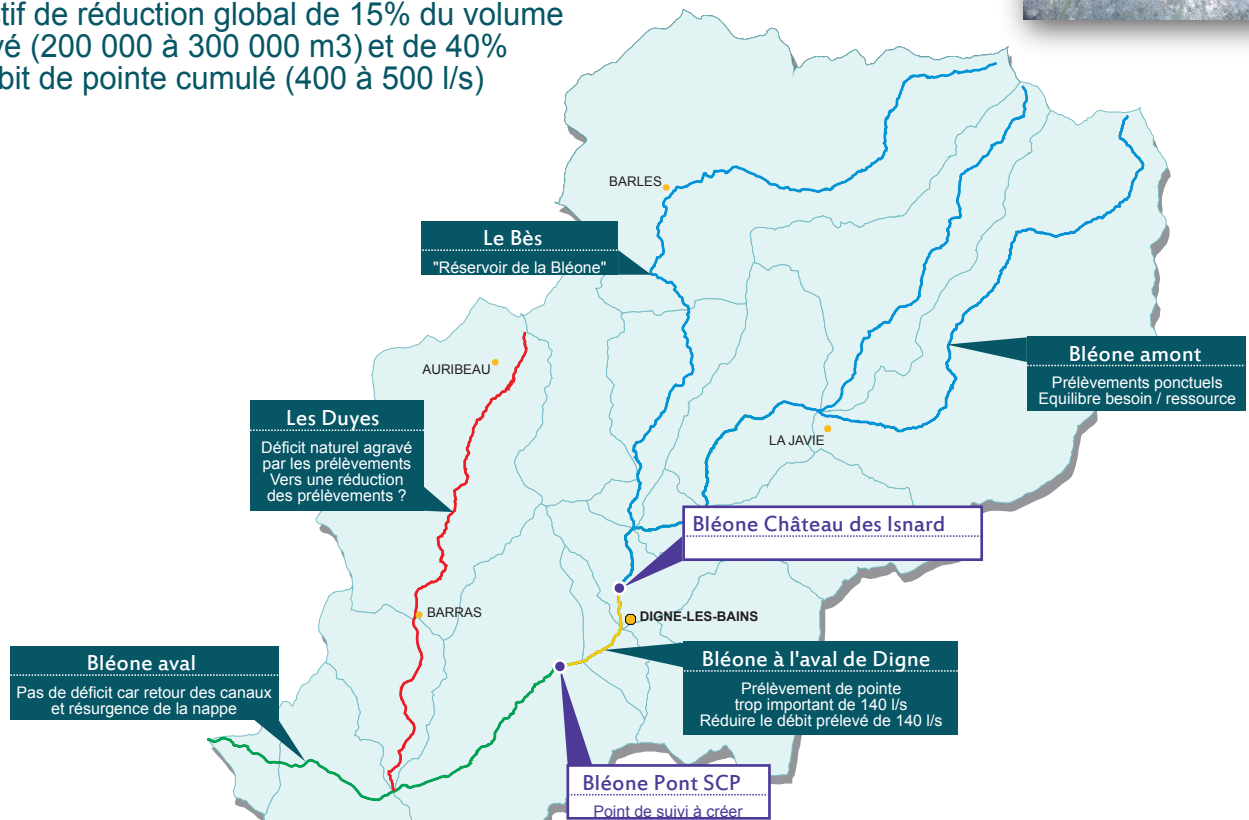 tif de réduction global de 15% du volume
vé (200 000 à 300 000 m3) et de 40%
bit de pointe cumulé (400 à 500 l/s)
BARLES
Le Bès
"Réservoir de la Bléone"
AURIBEAU
Bléone amont
Prélèvements ponctuels
Equilibre besoin / ressource
Les Duyes
Déficit naturel agravé
par les prélèvements
Vers une réduction
des prélèvements ?
LA JAVIE
Bléone Château des Isnard
BARRAS
DIGNE-LES-BAINS
Bléone aval
Pas de déficit car retour des canaux
et résurgence de la nappe
Bléone à l'aval de Digne
Prélèvement de pointe
trop important de 140 l/s
Réduire le débit prélevé de 140 l/s
Bléone Pont SCP
Point de suivi à créer